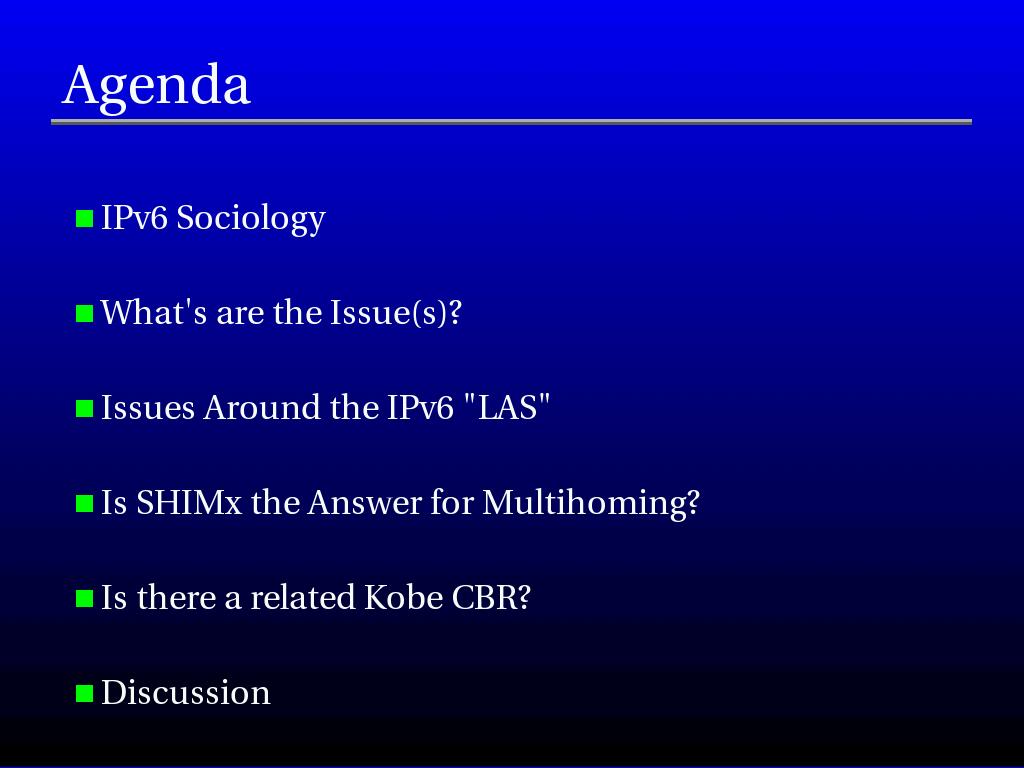 Agenda
IPv6 Sociology
What's are the Issue(s)?
Issues Around the IPv6 "LAS"
Is SHIMx the Answer for Multihoming?
Is there a related Kobe CBR?
Discussion